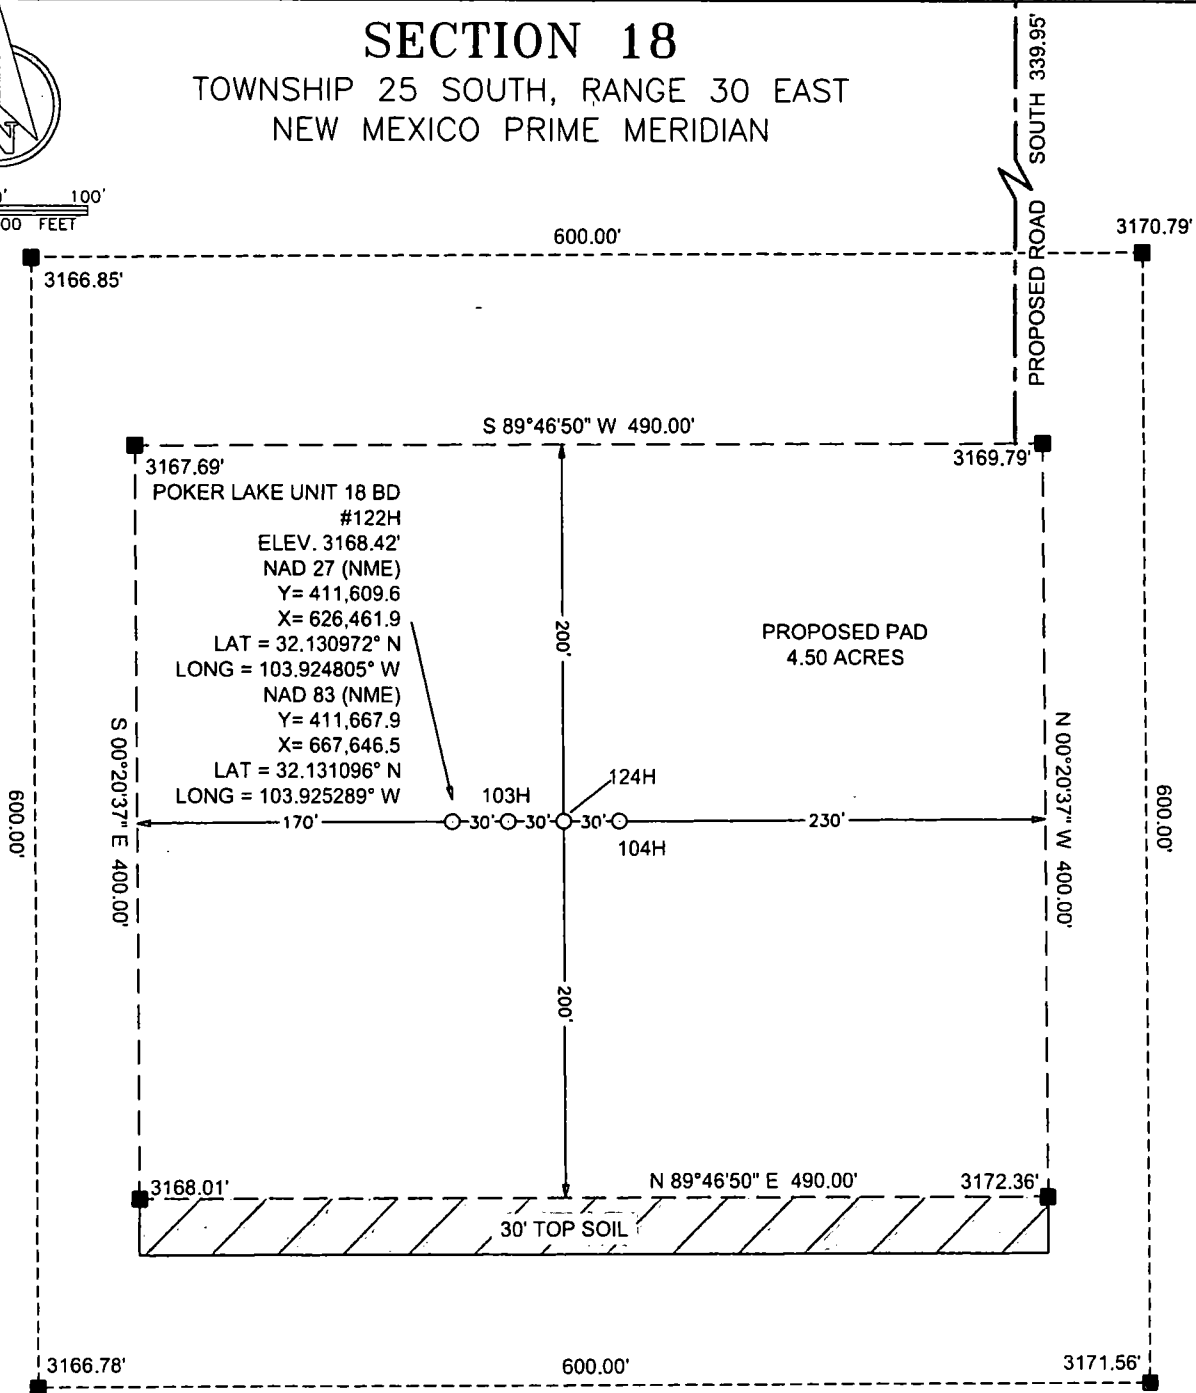 SECTION 18
TOWNSHIP 25 SOUTH, RANGE 30 EAST
NEW MEXICO PRIME MERIDIAN
SOUTH 339.95'
PROPOSED ROAD
N
100'
FEET
600.00'
3170.79'
3166.85'
S 89°46'50" W 490.00'
3167.69'
3169.79'
POKER LAKE UNIT 18 BD
#122H
ELEV. 3168.42'
NAD 27 (NME)
Y= 411,609.6
X= 626,461.9
LAT = 32.130972° N
LONG = 103.924805° W
NAD 83 (NME)
Y= 411,667.9
X= 667,646.5
LAT = 32.131096° N
LONG = 103.925289° W
200'
PROPOSED PAD
4.50 ACRES
S 00°20'37" E 400.00'
N 00°20'37" W 400.00'
600.00'
600.00'
103H
124H
170'
30'
30'
30'
230'
104H
200'
3168.01'
N 89°46'50" E 490.00'
3172.36'
30' TOP SOIL
3166.78'
600.00'
3171.56'